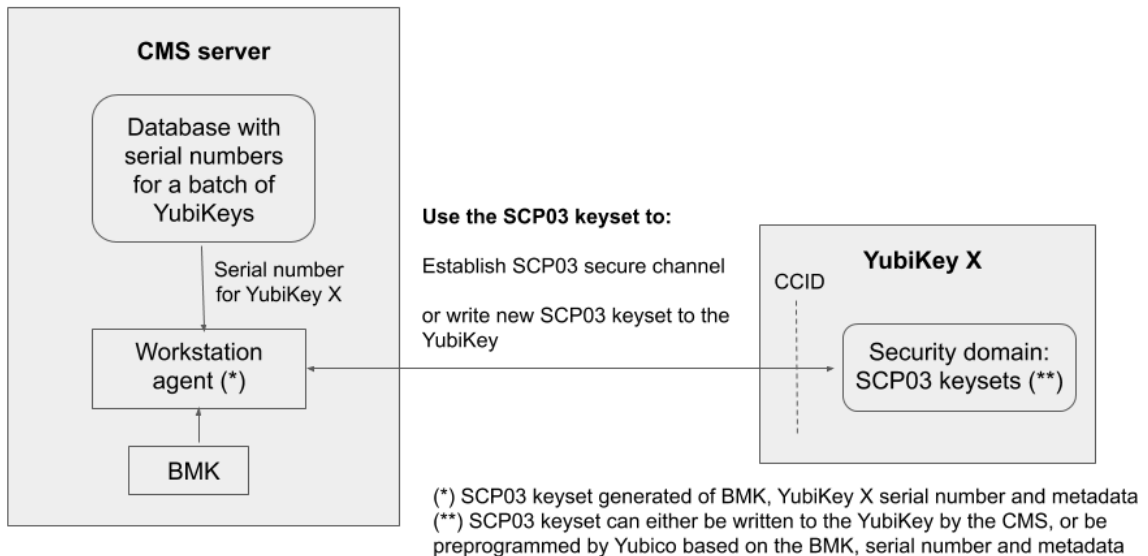 CMS server
Database with
serial numbers
for a batch of
YubiKeys
Serial number
for YubiKey X
Workstation
agent (*)
BMK
Use the SCP03 keyset to:
Establish SCP03 secure channel
or write new SCP03 keyset to the
YubiKey
YubiKey X
CCID
Security domain:
SCP03 keysets (**)
(*) SCP03 keyset generated of BMK, YubiKey X serial number and metadata
(**) SCP03 keyset can either be written to the YubiKey by the CMS, or be
preprogrammed by Yubico based on the BMK, serial number and metadata